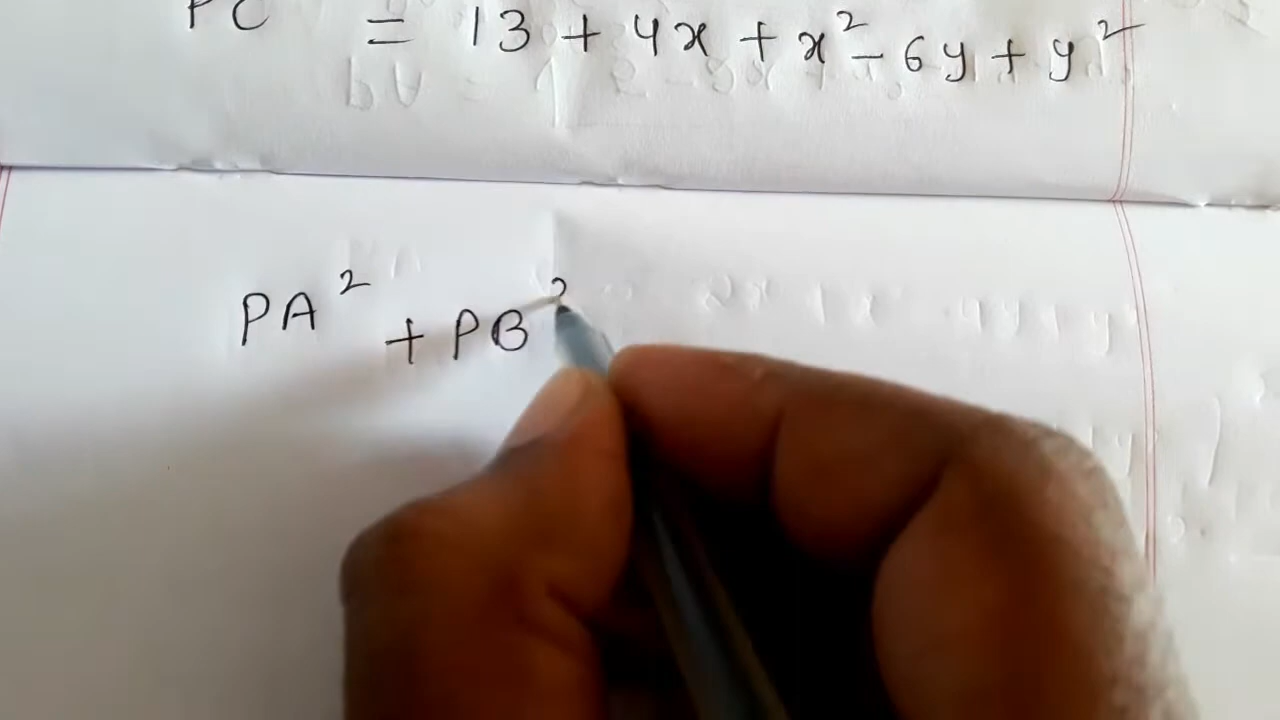 PC = 13 + 4x + x² - 6y + y²
PA² + PB²